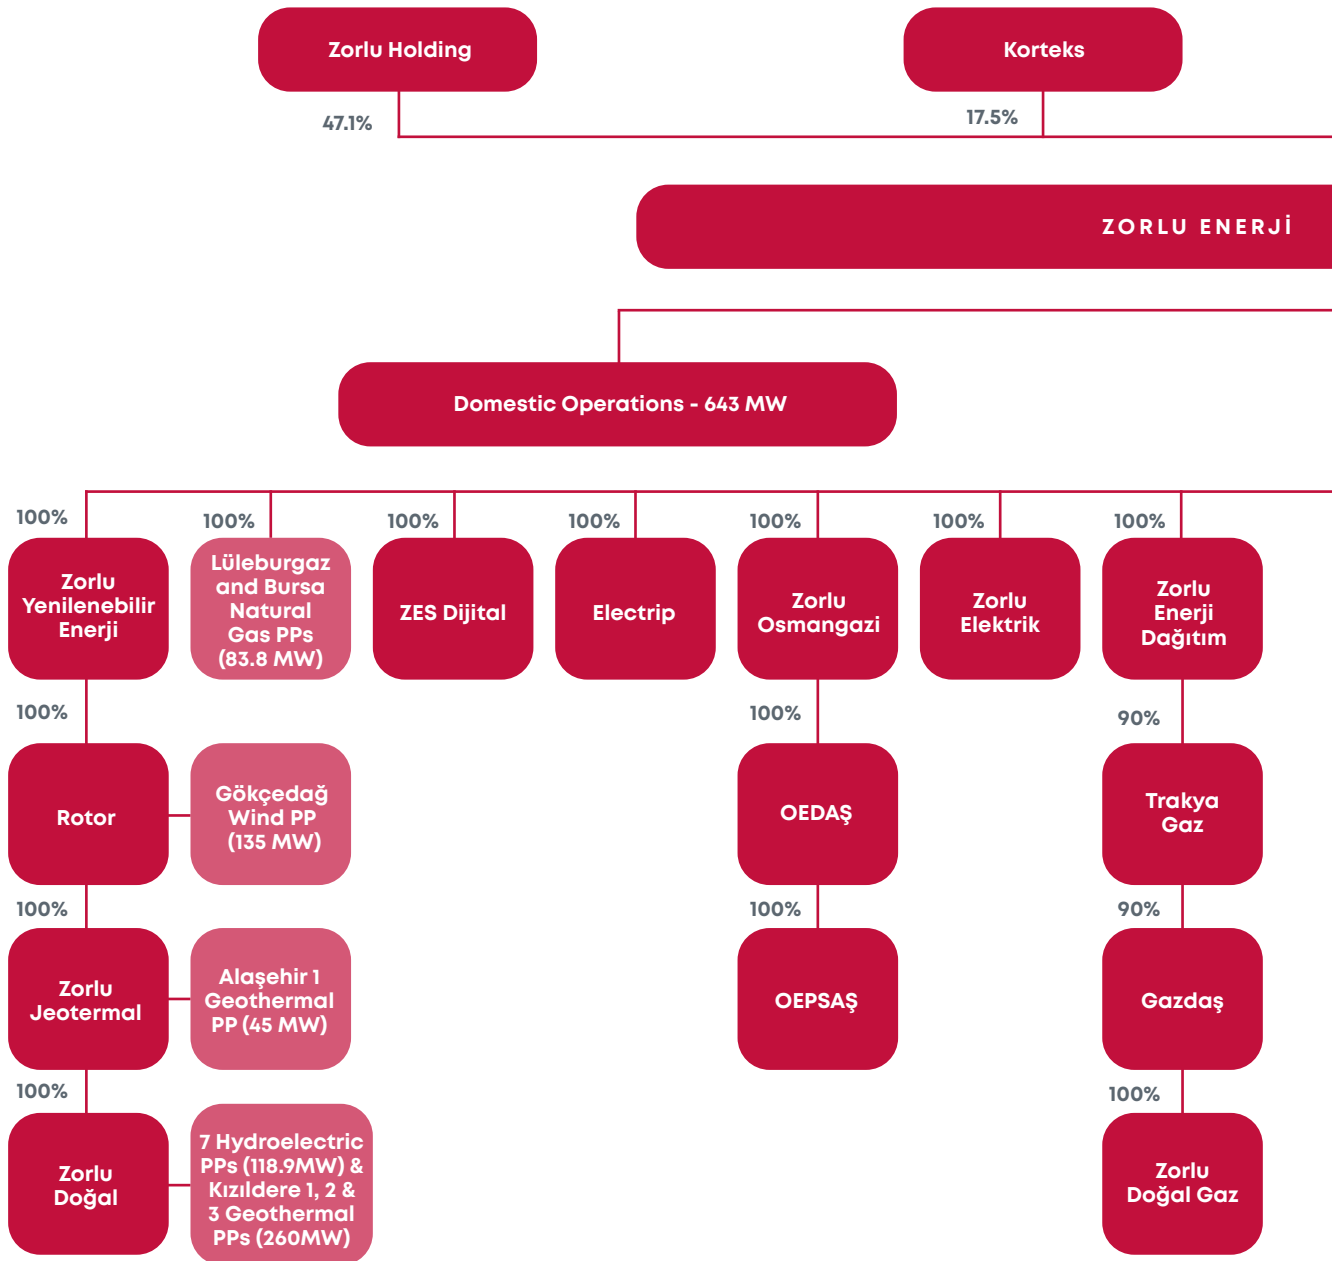 Zorlu Holding
Korteks
47.1%
17.5%
ZORLU ENERJİ
Domestic Operations - 643 MW
100%
100%
100%
100%
100%
100%
100%
Zorlu
Yenilenebilir
Enerji
Lüleburgaz
and Bursa
Natural
Gas PPs
(83.8 MW)
ZES Dijital
Electrip
Zorlu
Osmangazi
Zorlu
Elektrik
Zorlu
Enerji
Dağıtım
100%
100%
90%
Rotor
Gökçedağ
Wind PP
(135 MW)
OEDAŞ
Trakya
Gaz
100%
100%
90%
Zorlu
Jeotermal
Alaşehir 1
Geothermal
PP (45 MW)
OEPSAŞ
Gazdaş
100%
100%
Zorlu
Doğal
7 Hydroelectric
PPs (118.9MW) &
Kızıldere 1, 2 &
3 Geothermal
PPs (260MW)
Zorlu
Doğal Gaz